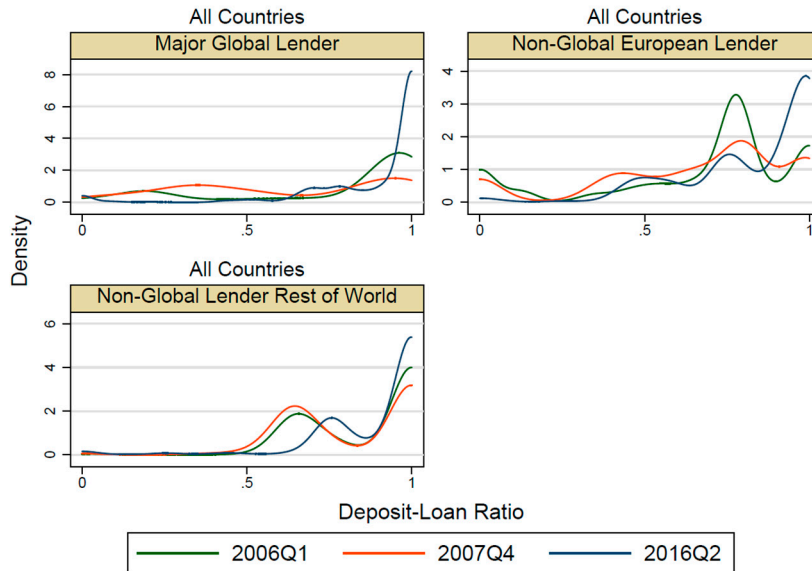 All Countries
Major Global Lender
8
6
4
2
0
0
.5
1
All Countries
Non-Global European Lender
4
3
2
1
0
0
.5
1
All Countries
Non-Global Lender Rest of World
6
4
2
0
0
.5
1
Density
Deposit-Loan Ratio
2006Q1 2007Q4 2016Q2